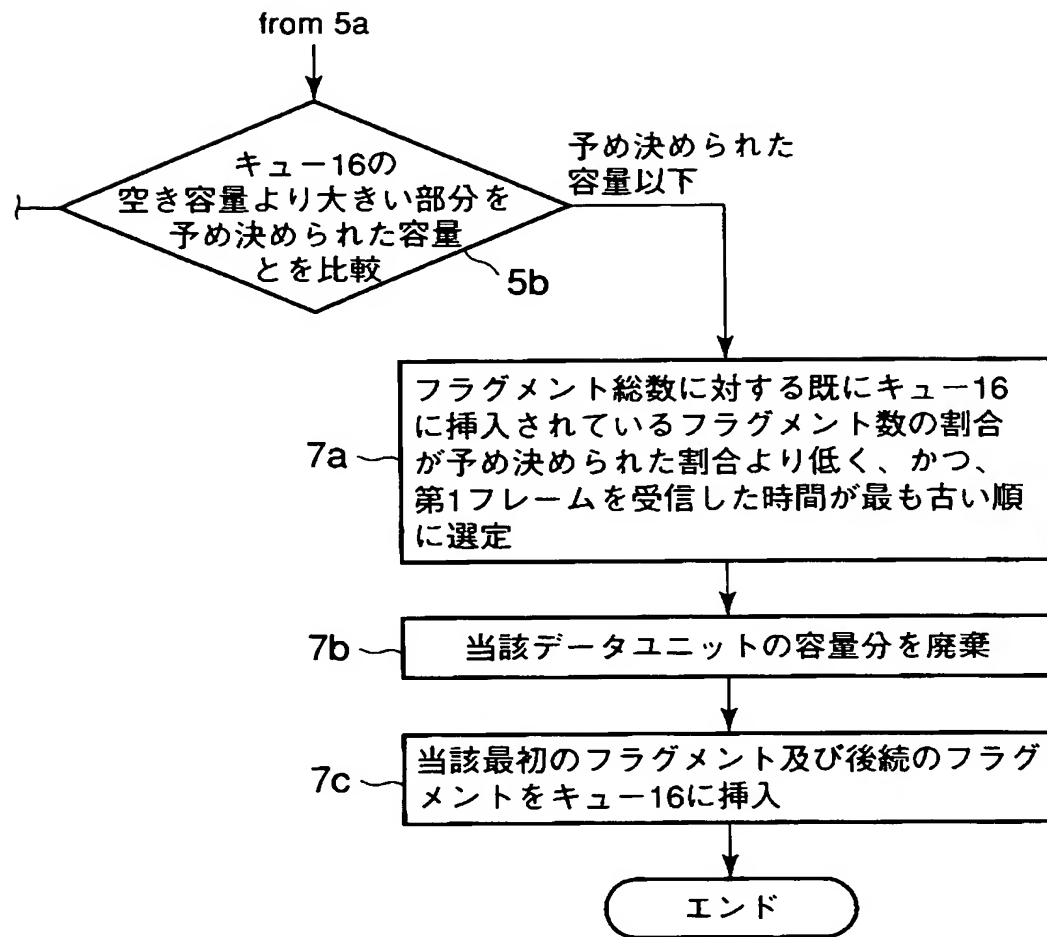 from 5a
キュー16の
空き容量より大きい部分を
予め決められた容量
とを比較
予め決められた
容量以下
5b
7a
フラグメント総数に対する既にキュー16
に挿入されているフラグメント数の割合
が予め決められた割合より低く、かつ、
第1フレームを受信した時間が最も古い順
に選定
7b
当該データユニットの容量分を廃棄
7c
当該最初のフラグメント及び後続のフラグ
メントをキュー16に挿入
エンド